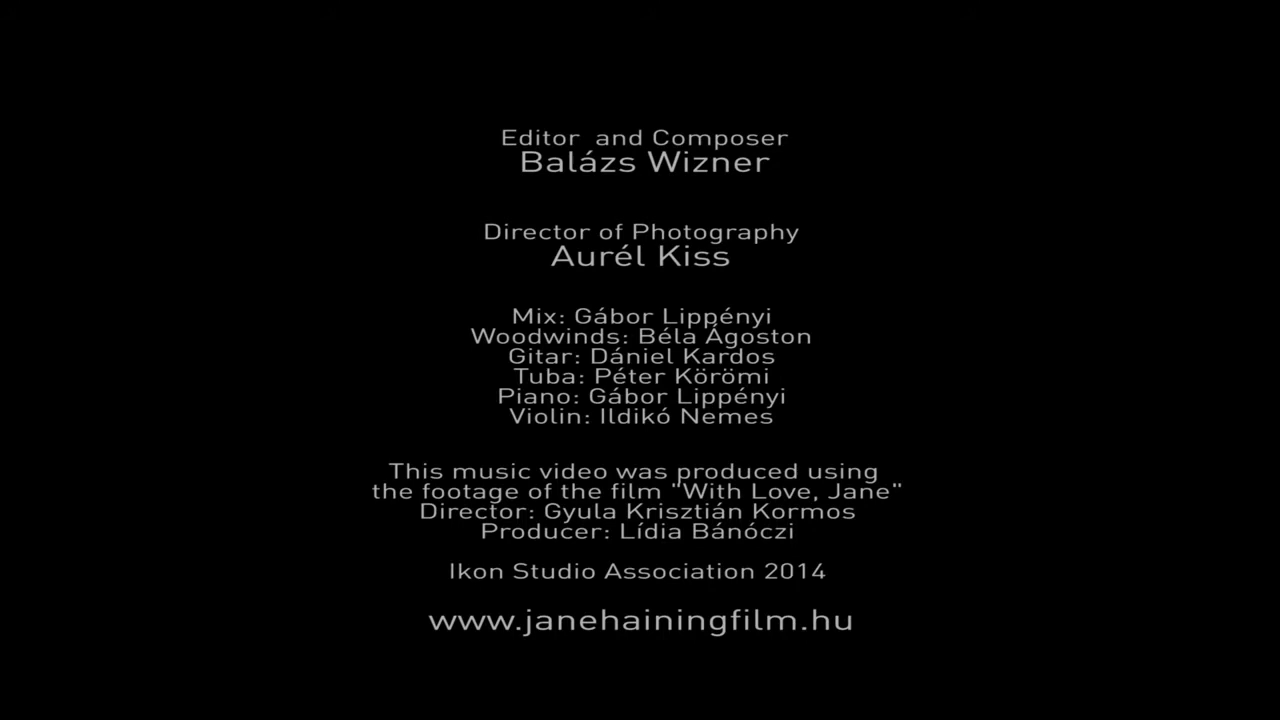 Editor and Composer
Balázs Wizner
Director of Photography
Aurél Kiss
Mix: Gábor Lippényi
Woodwinds: Béla Ágoston
Gitar: Dániel Kardos
Tuba: Péter Körömi
Piano: Gábor Lippényi
Violin: Ildikó Nemes
This music video was produced using
the footage of the film "With Love, Jane"
Director: Gyula Krisztián Kormos
Producer: Lídia Bánóczi
Ikon Studio Association 2014
www.janehainingfilm.hu